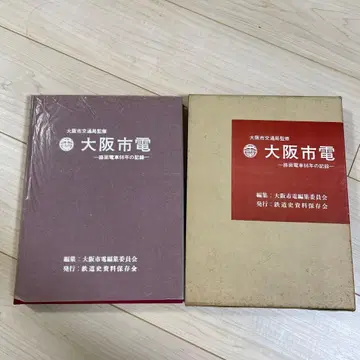 大阪市交通局監修
大阪市電
―路面電車66年の記録―
編集：大阪市電編集委員会
発行：鉄道史資料保存会
大阪市交通局監修
大阪市電
―路面電車66年の記録―
編集：大阪市電編集委員会
発行：鉄道史資料保存会